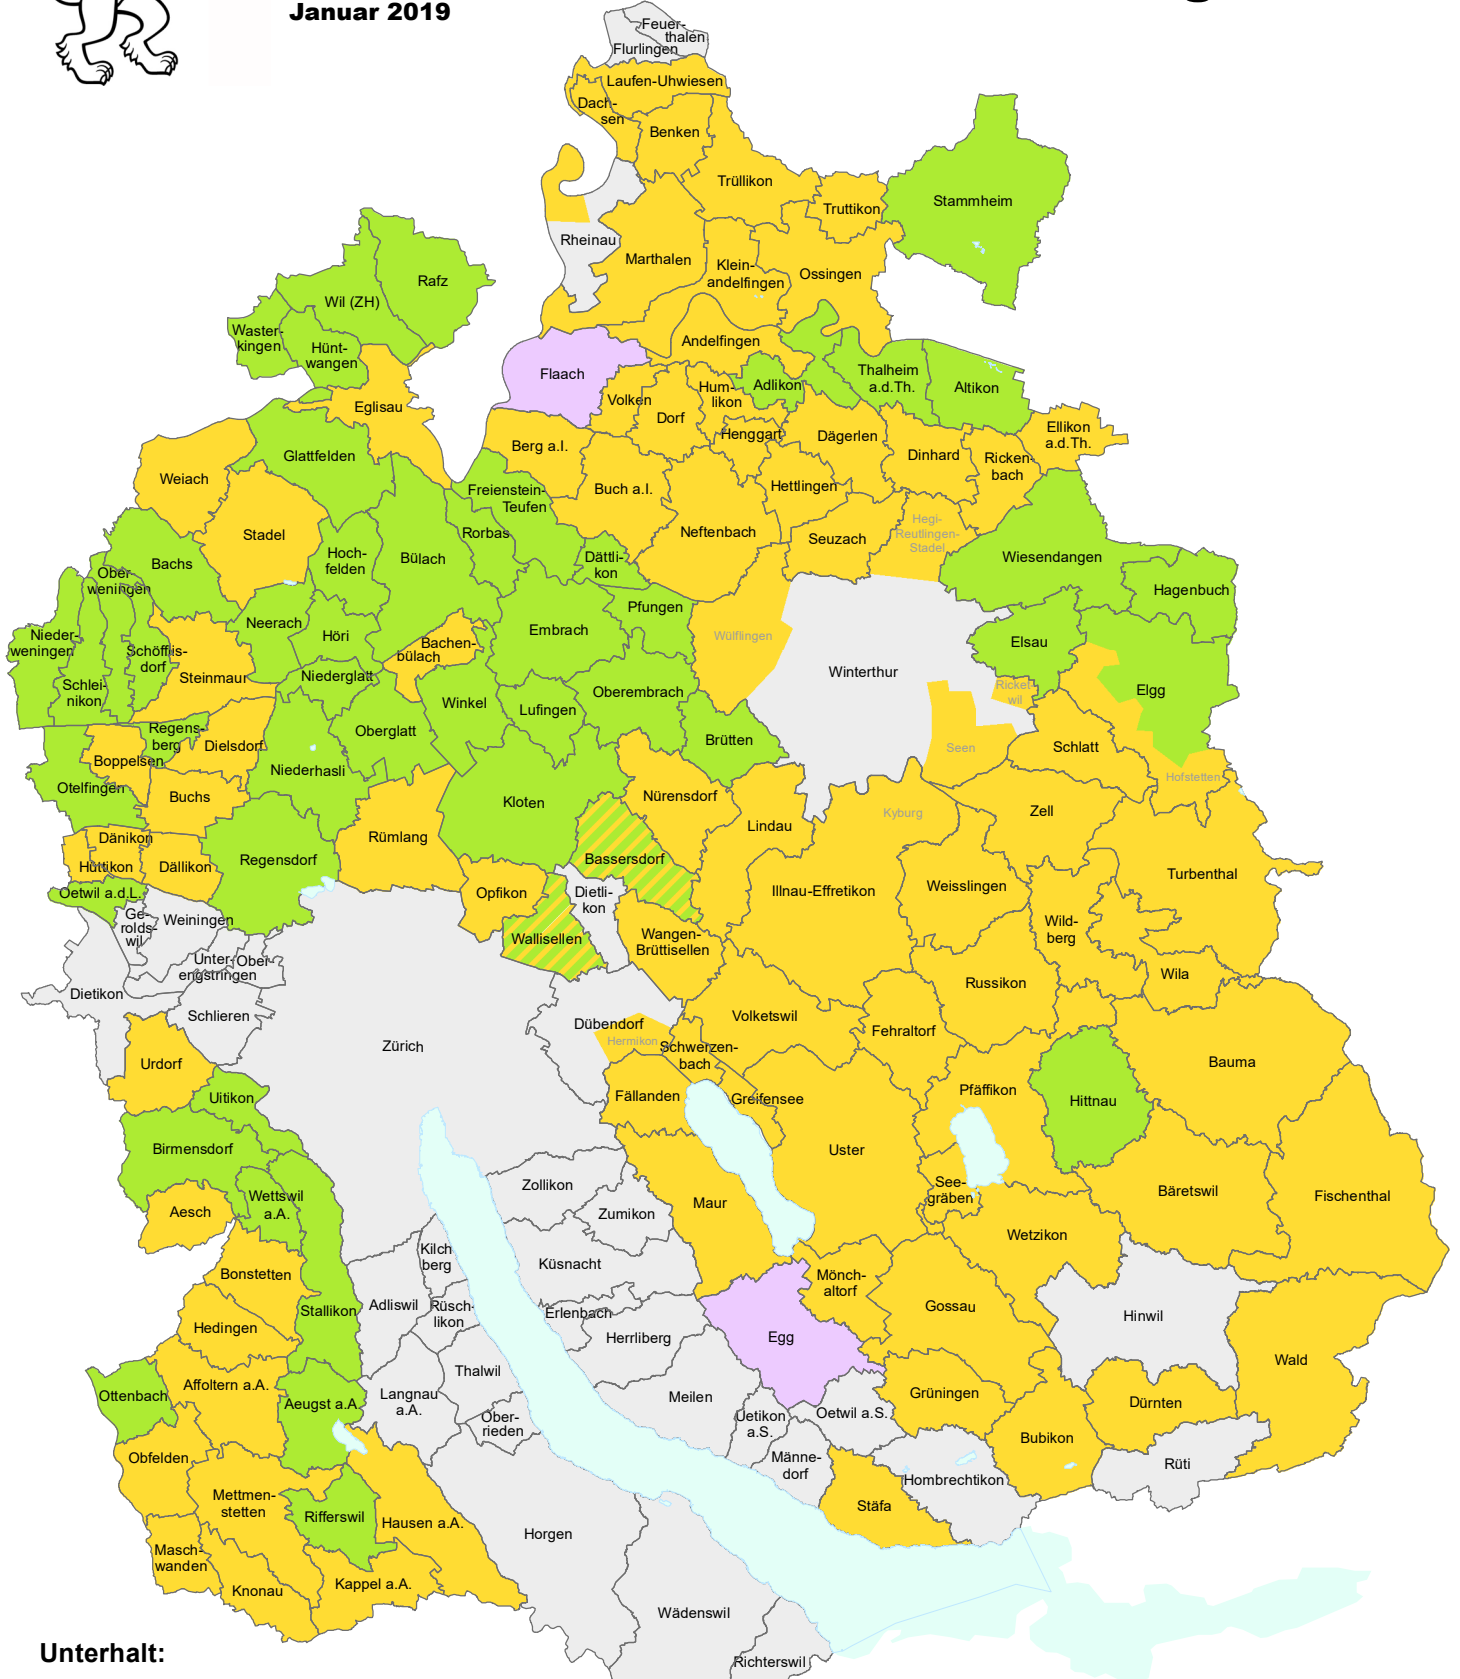 Januar 2019
Feuer-
thalen
Flurlingen
Laufen-Uhwiesen
Dach-
sen
Benken
Trüllikon
Truttikon
Stammheim
Rheinau
Marthalen
Klein-
andelfingen
Ossingen
Rafz
Wil (ZH)
Waster-
kingen
Hünt-
wangen
Eglisau
Flaach
Andelfingen
Volken
Dorf
Hum-
likon
Adlikon
Thalheim
a.d.Th.
Altikon
Henggart
Dägerlen
Dinhard
Ricken-
bach
Ellikon
a.d.Th.
Berg a.I.
Buch a.I.
Hettlingen
Neftenbach
Seuzach
Hegi-
Reutlingen-
Stadel
Wiesendangen
Hagenbuch
Glattfelden
Weiach
Stadel
Freienstein-
Teufen
Rorbas
Dättli-
kon
Bachs
Hoch-
felden
Bülach
Ober-
weningen
Nieder-
weningen
Schleinikon
Schöfflis-
dorf
Steinmaur
Neerach
Höri
Niederglatt
Bachen-
bülach
Embrach
Pfungen
Wülflingen
Winterthur
Elsau
Elgg
Ricket-
wil
Seen
Schlatt
Hofstetten
Winkel
Lufingen
Oberembrach
Brütten
Regens-
berg
Dielsdorf
Boppelsen
Otelfingen
Buchs
Niederhasli
Oberglatt
Kloten
Nürensdorf
Lindau
Kyburg
Zell
Turbenthal
Dänikon
Hüttikon
Dällikon
Regensdorf
Rümlang
Opfikon
Bassersdorf
Dietli-
kon
Wallisellen
Wangen-
Brüttisellen
Illnau-Effretikon
Weisslingen
Wild-
berg
Wila
Oetwil a.d.L.
Ge-
rolds-
wil
Weiningen
Unter-
engstringen
Ober-
Dietikon
Schlieren
Zürich
Dübendorf
Hermikon
Schwerzen-
bach
Volketswil
Fehraltorf
Russikon
Bauma
Urdorf
Uitikon
Fällanden
Greifensee
Pfäffikon
Hittnau
Birmensdorf
Uster
Wettswil
a.A.
Aesch
Zollikon
Zumikon
Maur
See-
gräben
Bäretswil
Fischenthal
Bonstetten
Kilch
berg
Küsnacht
Wetzikon
Mönch-
altorf
Gossau
Hedingen
Stallikon
Adliswil
Rüsch-
likon
Erlenbach
Herrliberg
Egg
Hinwil
Wald
Ottenbach
Affoltern a.A.
Aeugst a.A.
Thalwil
Langnau
a.A.
Ober-
rieden
Meilen
Uetikon
a.S.
Oetwil a.S.
Grüningen
Dürnten
Bubikon
Obfelden
Männe-
dorf
Hombrechtikon
Rüti
Mettmen-
stetten
Rifferswil
Hausen a.A.
Stäfa
Horgen
Masch-
wanden
Knonau
Kappel a.A.
Wädenswil
Richterswil
Unterhalt: